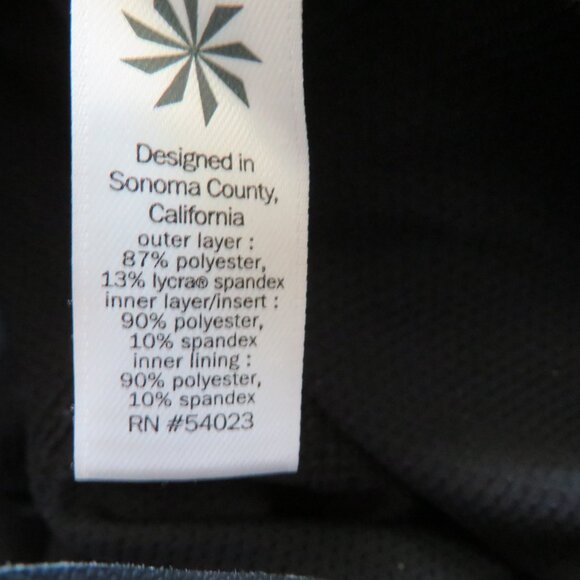 Designed in
Sonoma County,
California
outer layer :
87% polyester,
13% lycra® spandex
inner layer/insert :
90% polyester,
10% spandex
inner lining :
90% polyester,
10% spandex
RN #54023